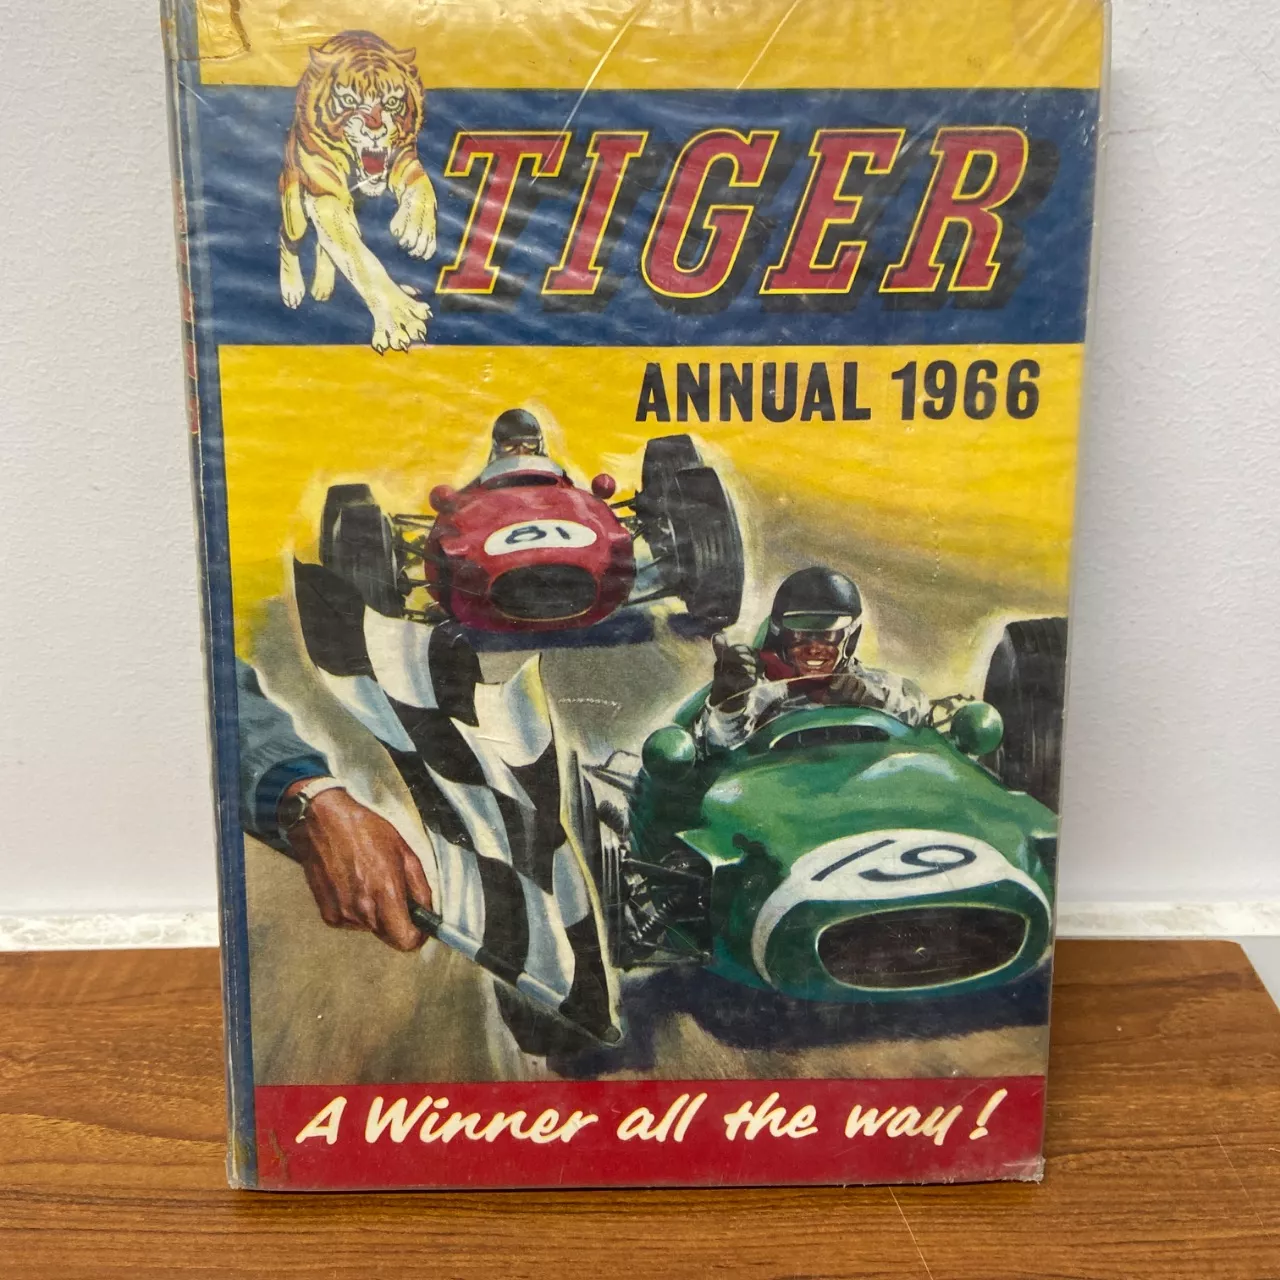 TIGER
ANNUAL 1966
81
19
A Winner all the way!